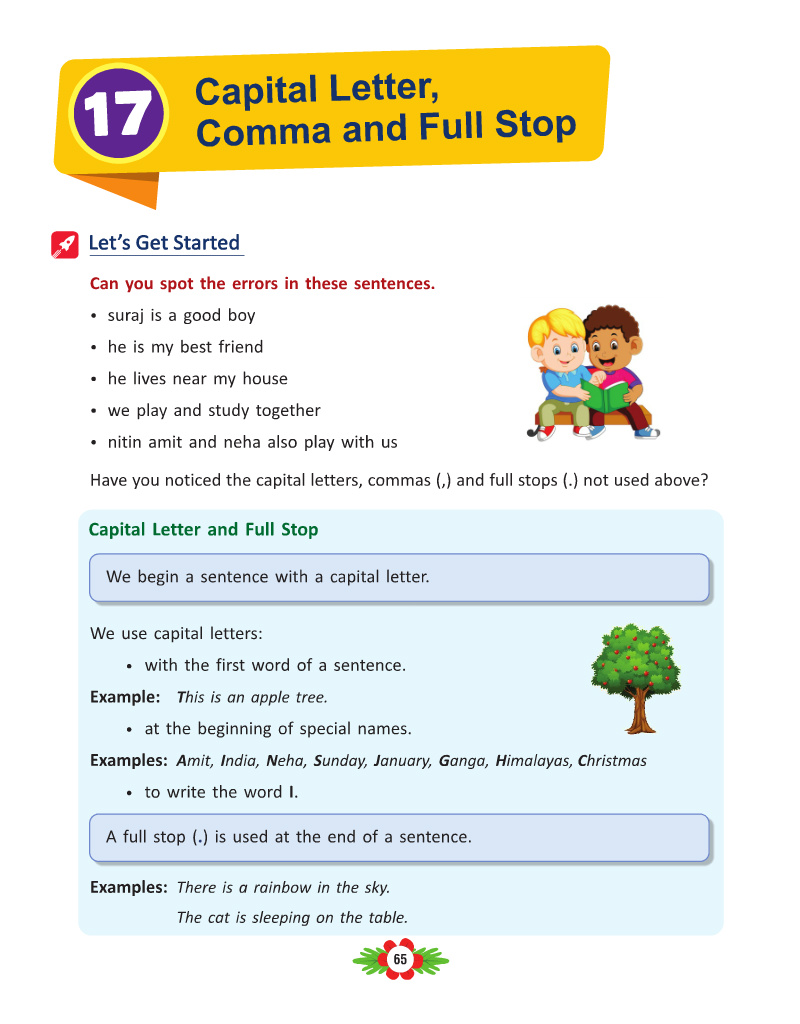 17
Capital Letter,
Comma and Full Stop
Let's Get Started
Can you spot the errors in these sentences.
• suraj is a good boy
• he is my best friend
• he lives near my house
• we play and study together
• nitin amit and neha also play with us
Have you noticed the capital letters, commas (,) and full stops (.) not used above?
Capital Letter and Full Stop
We begin a sentence with a capital letter.
We use capital letters:
• with the first word of a sentence.
Example: This is an apple tree.
• at the beginning of special names.
Examples: Amit, India, Neha, Sunday, January, Ganga, Himalayas, Christmas
• to write the word I.
A full stop (.) is used at the end of a sentence.
Examples: There is a rainbow in the sky.
The cat is sleeping on the table.
65